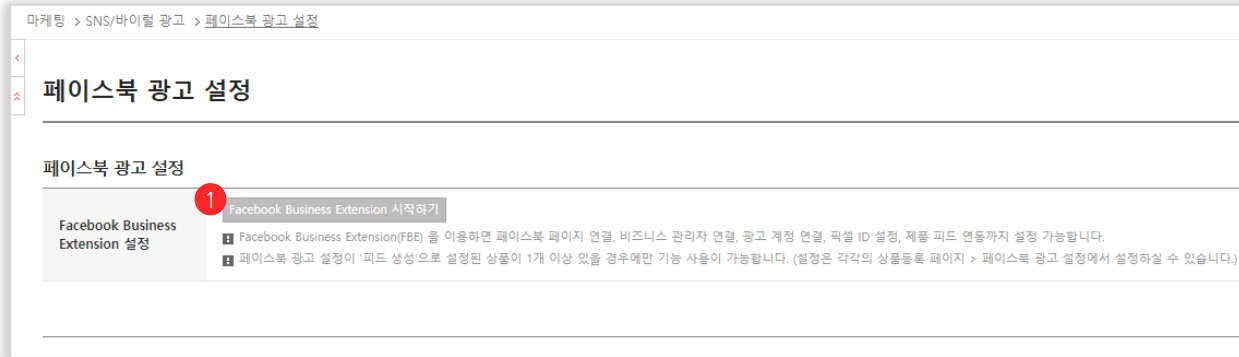 마케팅 > SNS/바이럴 광고 > 페이스북 광고 설정
페이스북 광고 설정
페이스북 광고 설정
1
Facebook Business Extension 시작하기
Facebook Business
Extension 설정
Facebook Business Extension(FBE) 을 이용하면 페이스북 페이지 연결, 비즈니스 관리자 연결, 광고 계정 연결, 픽셀 ID 설정, 제품 피드 연동까지 설정 가능합니다.
페이스북 광고 설정이 '피드 생성'으로 설정된 상품이 1개 이상 있을 경우에만 기능 사용이 가능합니다. (설정은 각각의 상품등록 페이지 > 페이스북 광고 설정에서 설정하실 수 있습니다.)